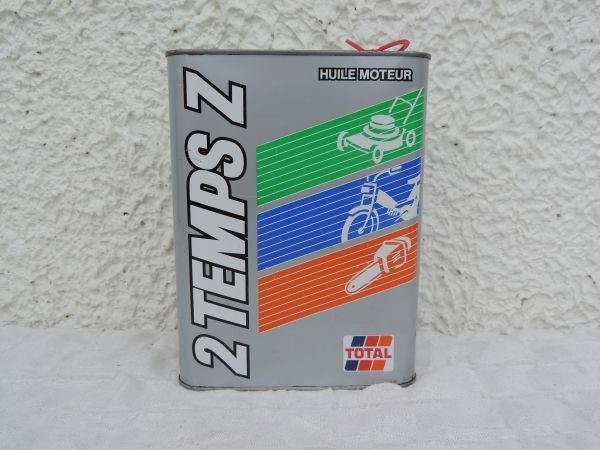 HUILE MOTEUR
2 TEMPS Z
TOTAL